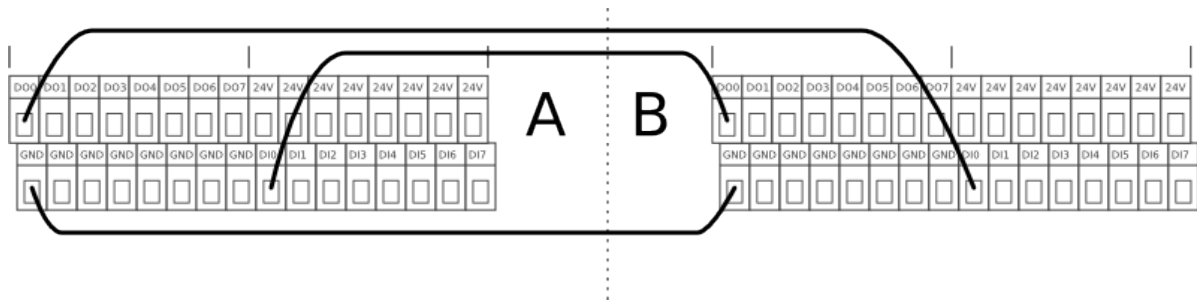 DO0 DO1 DO2 DO3 DO4 DO5 DO6 DO7 24V 24V 24V 24V 24V 24V 24V 24V
GND GND GND GND GND GND GND GND DI0 DI1 DI2 DI3 DI4 DI5 DI6 DI7
A
B
DO0 DO1 DO2 DO3 DO4 DO5 DO6 DO7 24V 24V 24V 24V 24V 24V 24V 24V
GND GND GND GND GND GND GND GND DI0 DI1 DI2 DI3 DI4 DI5 DI6 DI7